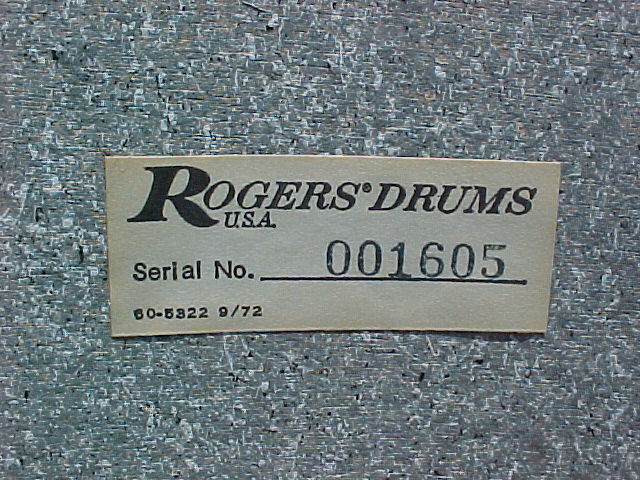 ROGERS® DRUMS
U.S.A.
Serial No. 001605
60-5322 9/72